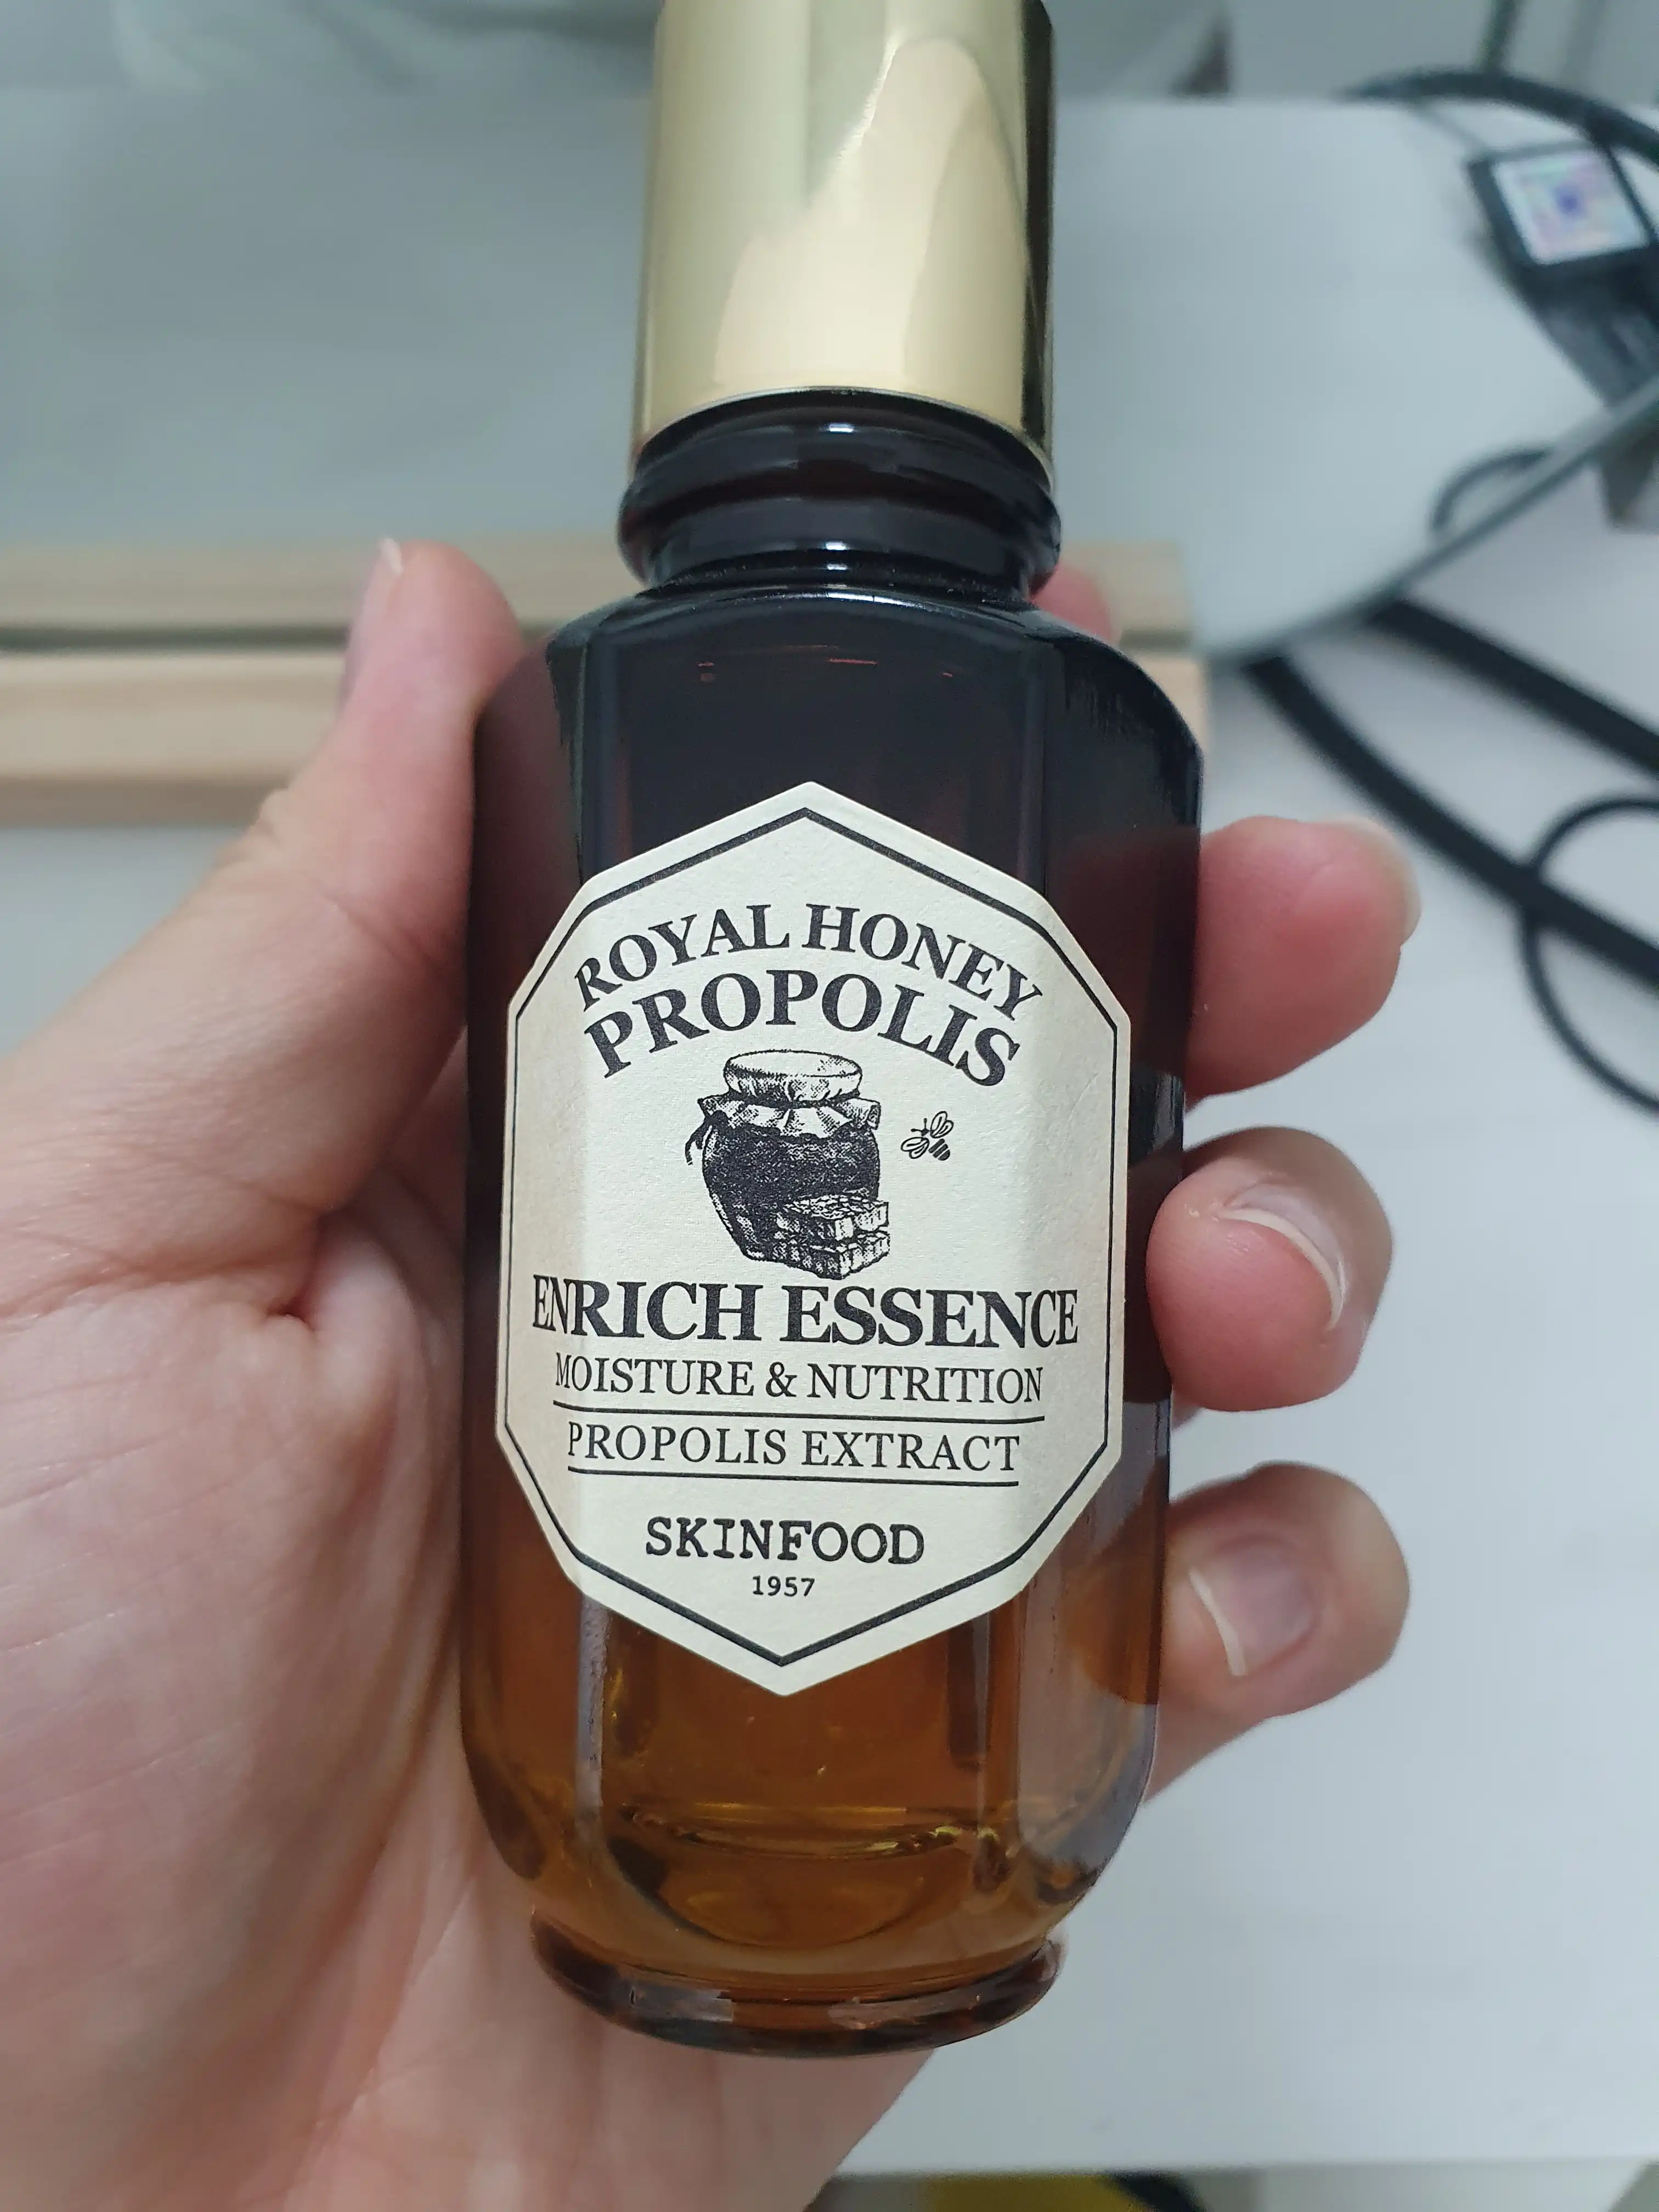 ROYAL HONEY
PROPOLIS
ENRICH ESSENCE
MOISTURE & NUTRITION
PROPOLIS EXTRACT
SKINFOOD
1957